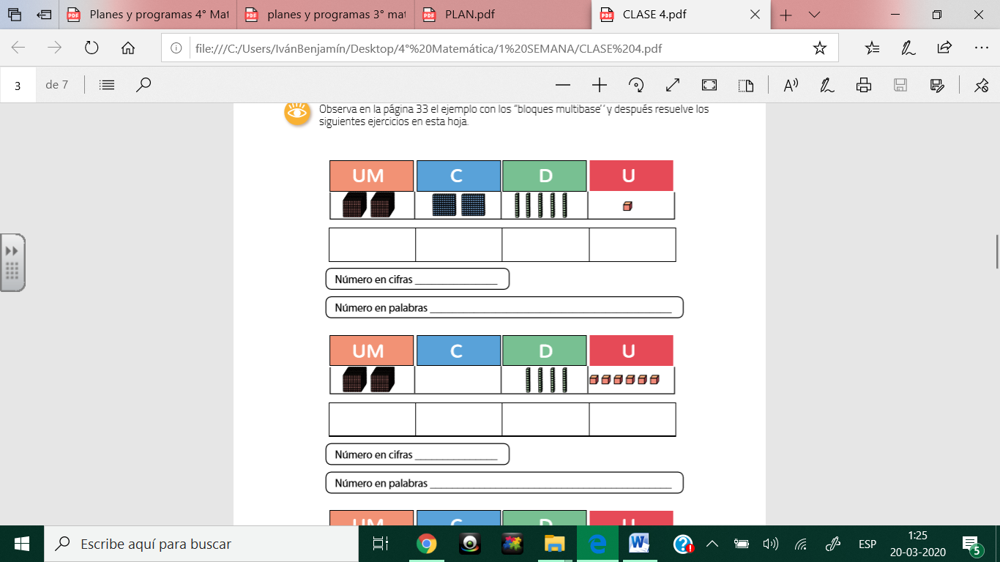 Planes y programas 4° Mat
planes y programas 3° mat
PLAN.pdf
CLASE 4.pdf
file:///C:/Users/IvánBenjamín/Desktop/4°%20Matemática/1%20SEMANA/CLASE%204.pdf
3 de 7
Observa en la página 33 el ejemplo con los “bloques multibase’’ y después resuelve los
siguientes ejercicios en esta hoja.
UM C D U
Número en cifras _______________
Número en palabras ____________________________________________
UM C D U
Número en cifras _______________
Número en palabras ____________________________________________
UM C D U
Escribe aquí para buscar
ESP
1:25
20-03-2020
5